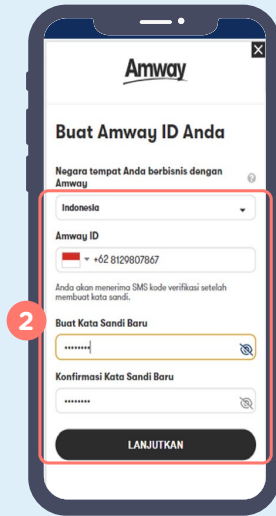 Amway
Buat Amway ID Anda
Negara tempat Anda berbisnis dengan
Amway
Indonesia
Amway ID
+62 8129807867
Anda akan menerima SMS kode verifikasi setelah
membuat kata sandi.
2
Buat Kata Sandi Baru
Konfirmasi Kata Sandi Baru
LANJUTKAN